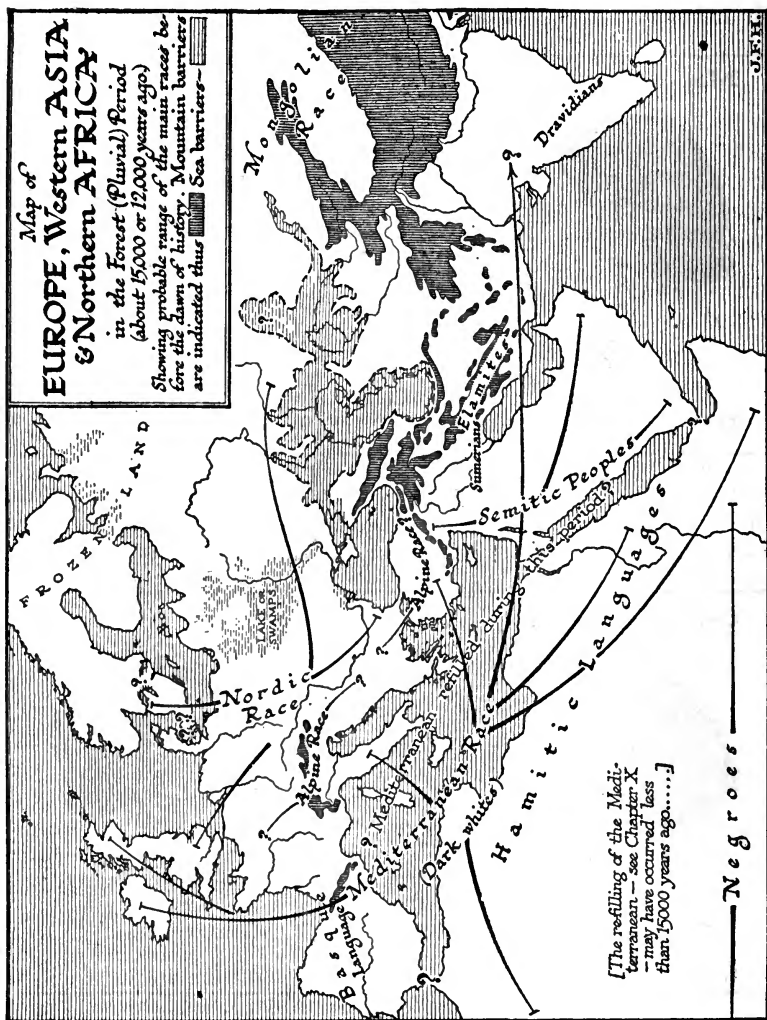 Map of
EUROPE, Western ASIA
& Northern AFRICA
in the Forest (Pluvial) Period
(about 15,000 or 12,000 years ago.)
Showing probable range of the main races be-
fore the dawn of history. Mountain barriers
are indicated thus Sea barriers—
FROZEN LAND
Mongolian
Race
?
LAKE OR
SWAMPS
?
? ?
Nordic
Race
Alpine Race
?
?
?
Alpine Race
?
Basque
language
?
? Mediterranean refilled during this period?
Mediterranean Race
(Dark whites)
Hamitic Languages
Semitic Peoples
Sumerians
Elamites
?
Dravidians
[The refilling of the Medi-
terranean — see Chapter X
— may have occurred less
than 15000 years ago......]
Negroes
J.F.H.